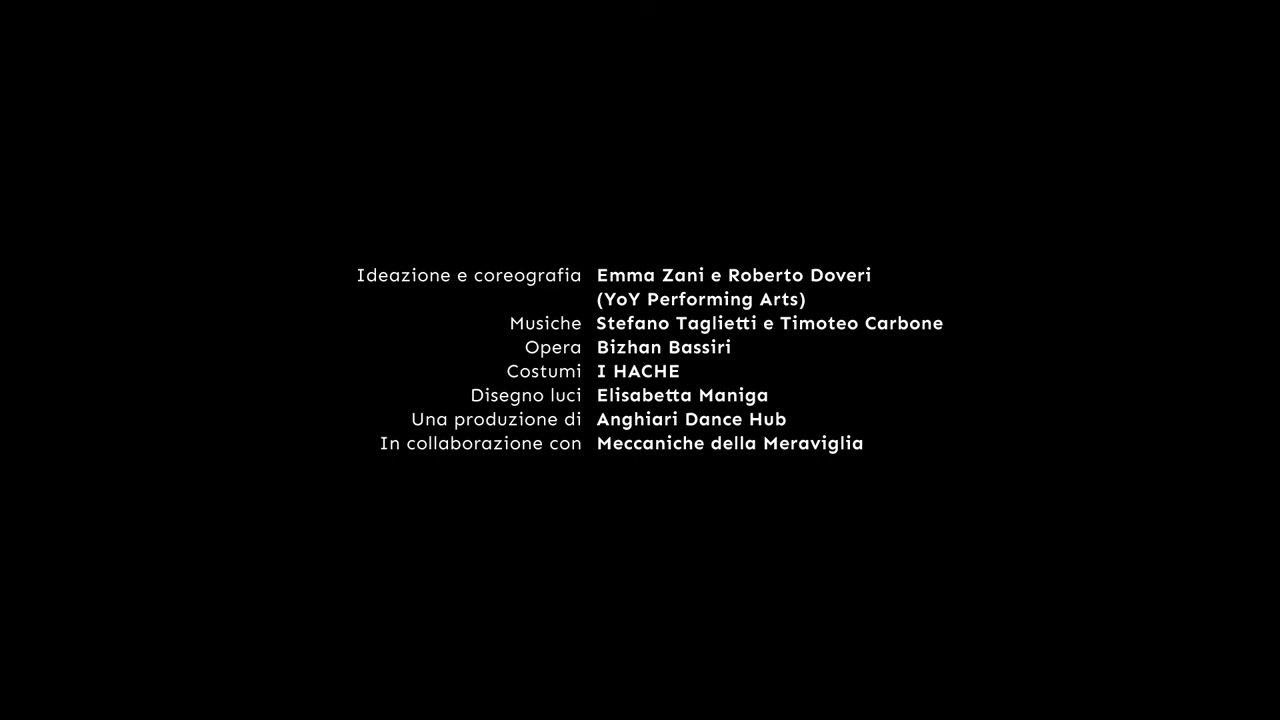 Ideazione e coreografia Emma Zani e Roberto Doveri
(YoY Performing Arts)
Musiche Stefano Taglietti e Timoteo Carbone
Opera Bizhan Bassiri
Costumi I HACHE
Disegno luci Elisabetta Maniga
Una produzione di Anghiari Dance Hub
In collaborazione con Meccaniche della Meraviglia